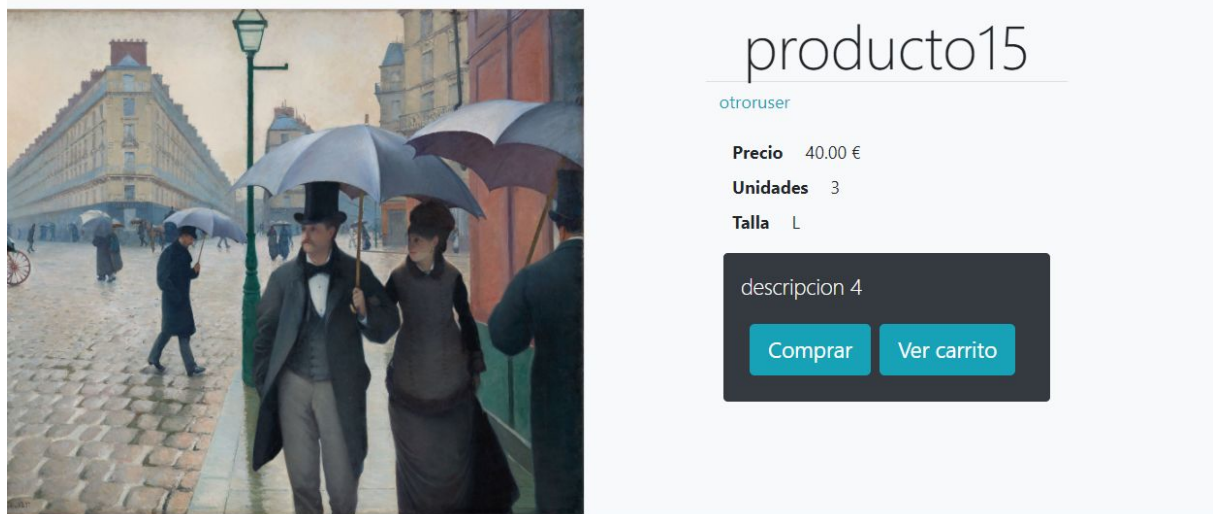 producto15
otroruser
Precio 40.00 €
Unidades 3
Talla L
descripcion 4
Comprar Ver carrito